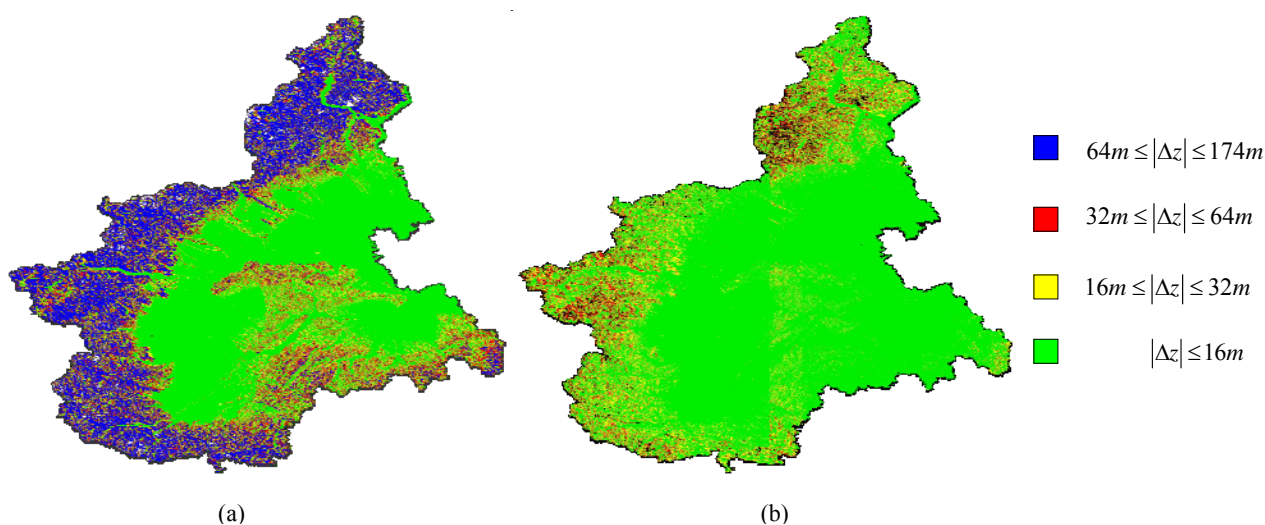 64m ≤ |Δz| ≤ 174m
32m ≤ |Δz| ≤ 64m
16m ≤ |Δz| ≤ 32m
|Δz| ≤ 16m
(a) (b)